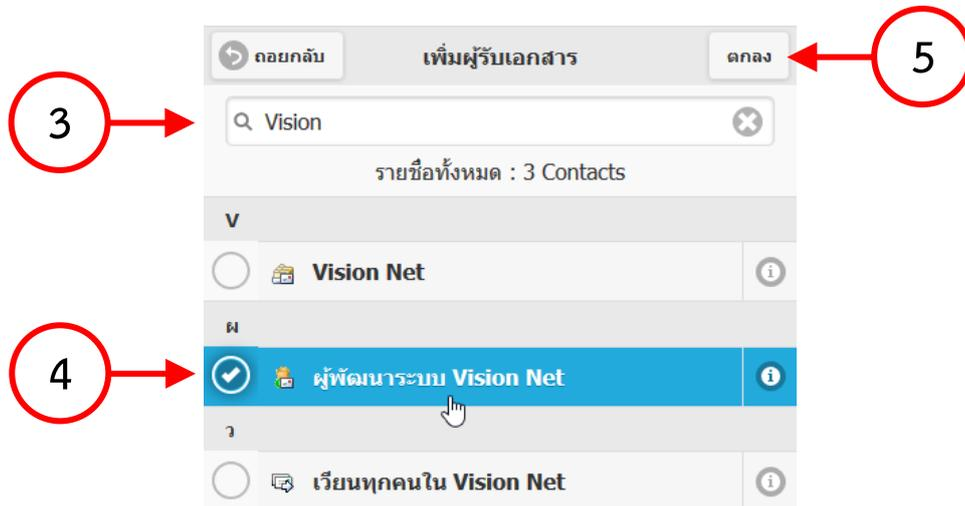 ถอยกลับ เพิ่มผู้รับเอกสาร ตกลง 5
3 Vision
รายชื่อทั้งหมด : 3 Contacts
V
Vision Net
ผ
4 ผู้พัฒนาระบบ Vision Net
ว
เวียนทุกคนใน Vision Net